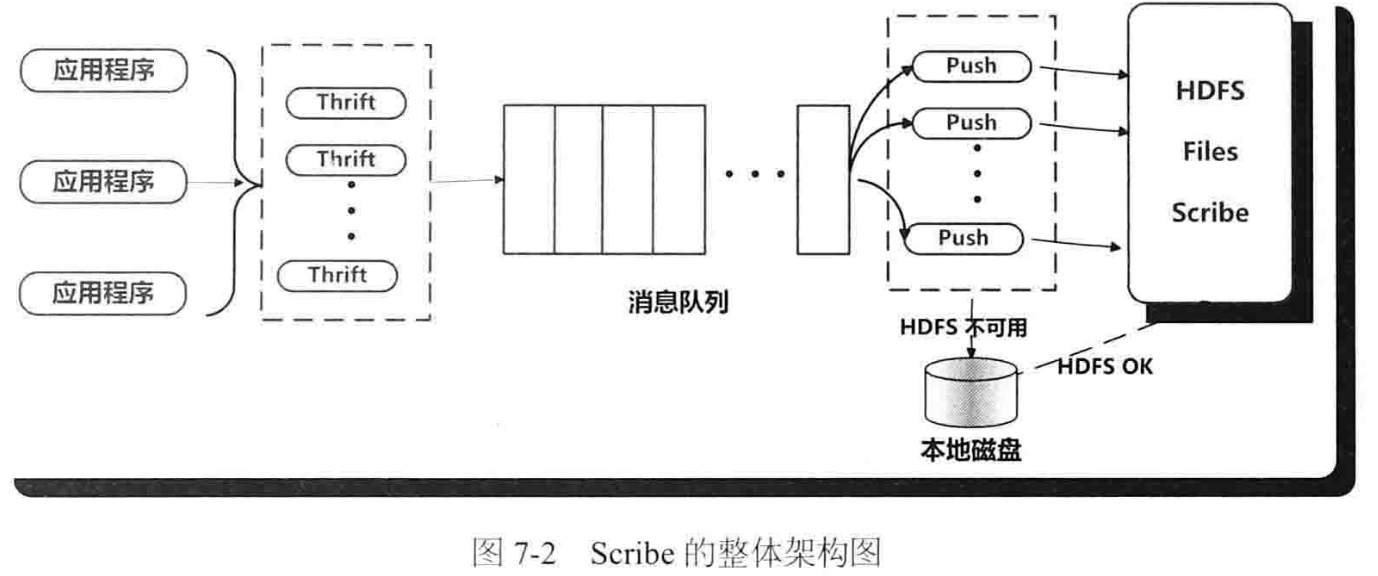 应用程序
应用程序
应用程序
Thrift
Thrift
Thrift
消息队列
Push
Push
Push
HDFS
Files
Scribe
HDFS 不可用
HDFS OK
本地磁盘
图 7-2 Scribe 的整体架构图